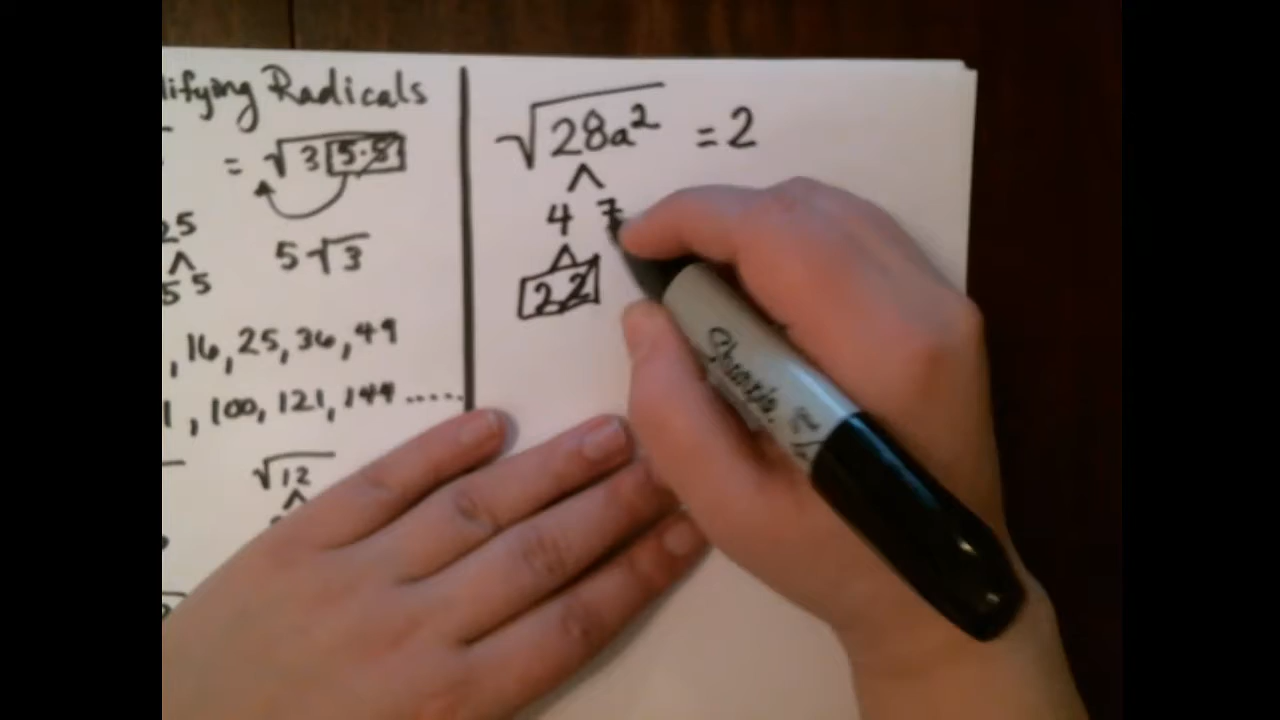 lifying Radicals
= √3 5·5
25
5 5
5√3
, 16, 25, 36, 49
1, 100, 121, 144 .....
√12
√28a² = 2
4 7
2 2
Sharpie.